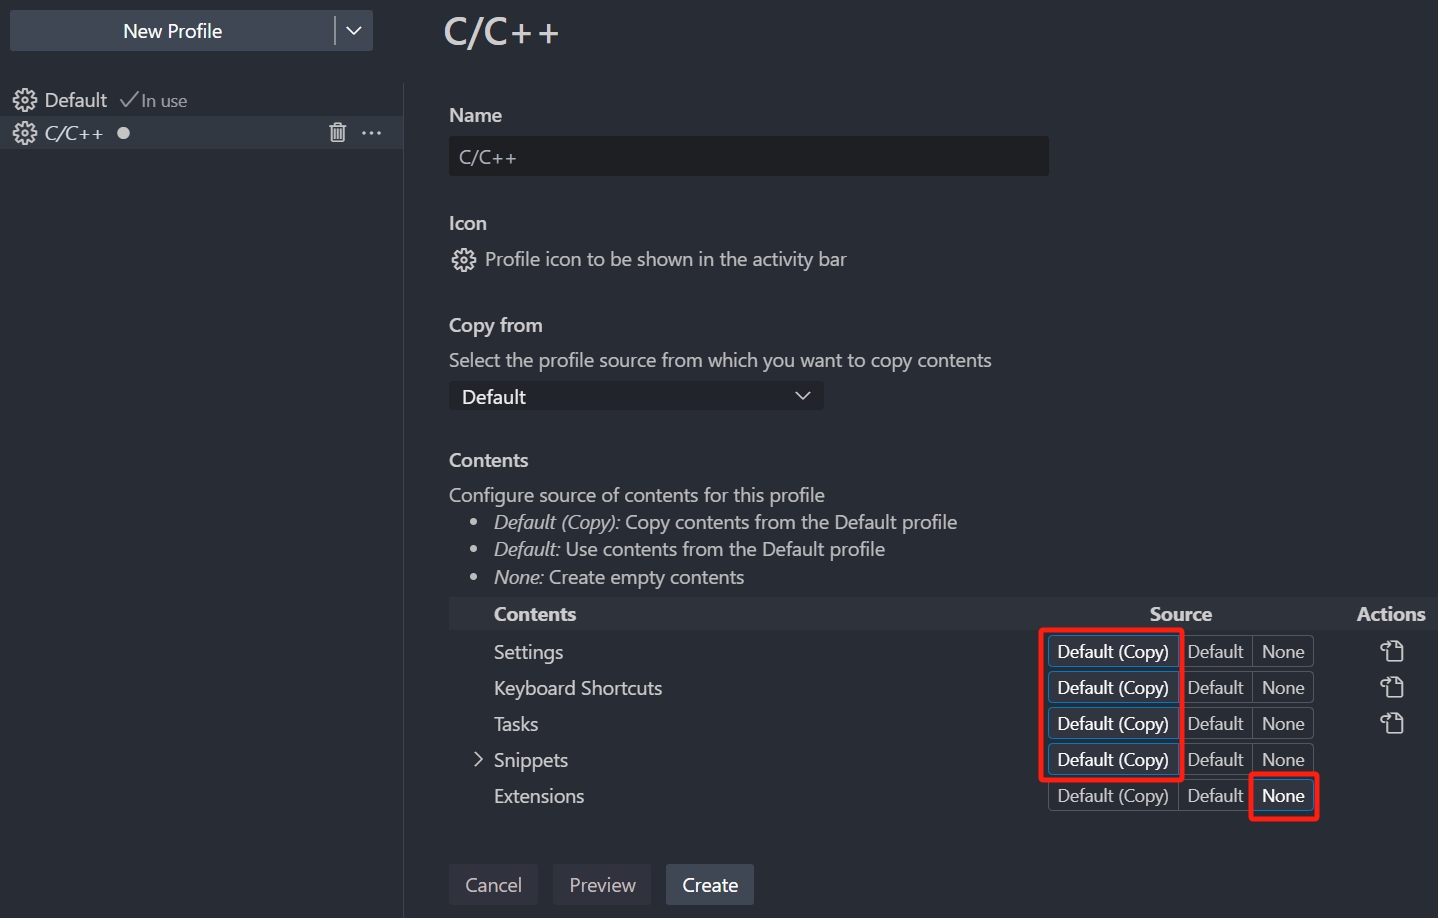 New Profile
C/C++
Default In use
C/C++
Name
C/C++
Icon
Profile icon to be shown in the activity bar
Copy from
Select the profile source from which you want to copy contents
Default
Contents
Configure source of contents for this profile
• Default (Copy): Copy contents from the Default profile
• Default: Use contents from the Default profile
• None: Create empty contents
Contents Source Actions
Settings Default (Copy) Default None
Keyboard Shortcuts Default (Copy) Default None
Tasks Default (Copy) Default None
Snippets Default (Copy) Default None
Extensions Default (Copy) Default None
Cancel Preview Create